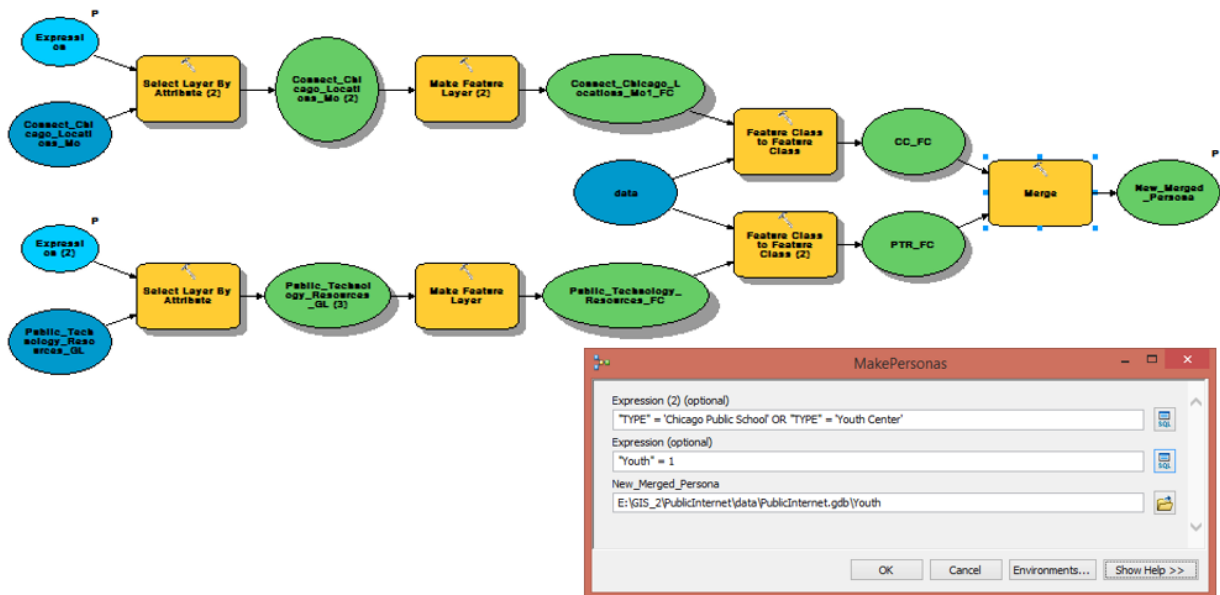 P
Expressi
on
Select Layer By
Attribute (2)
Connect_Chi
cago_Locati
ons_Mo (2)
Make Feature
Layer (2)
Connect_Chicago_L
ocations_Mo1_FC
Connect_Chi
cago_Locati
ons_Mo
Feature Class
to Feature
Class
CC_FC
data
Merge
P
New_Merged
_Persona
P
Expressi
on (2)
Feature Class
to Feature
Class (2)
PTR_FC
Select Layer By
Attribute
Public_Technol
ogy_Resources
_GL (3)
Make Feature
Layer
Public_Technology_
Resources_FC
Public_Tech
nology_Reso
urces_GL
MakePersonas
Expression (2) (optional)
"TYPE" = 'Chicago Public School' OR "TYPE" = 'Youth Center'
SQL
Expression (optional)
"Youth" = 1
SQL
New_Merged_Persona
E:\GIS_2\PublicInternet\data\PublicInternet.gdb\Youth
OK
Cancel
Environments...
Show Help >>